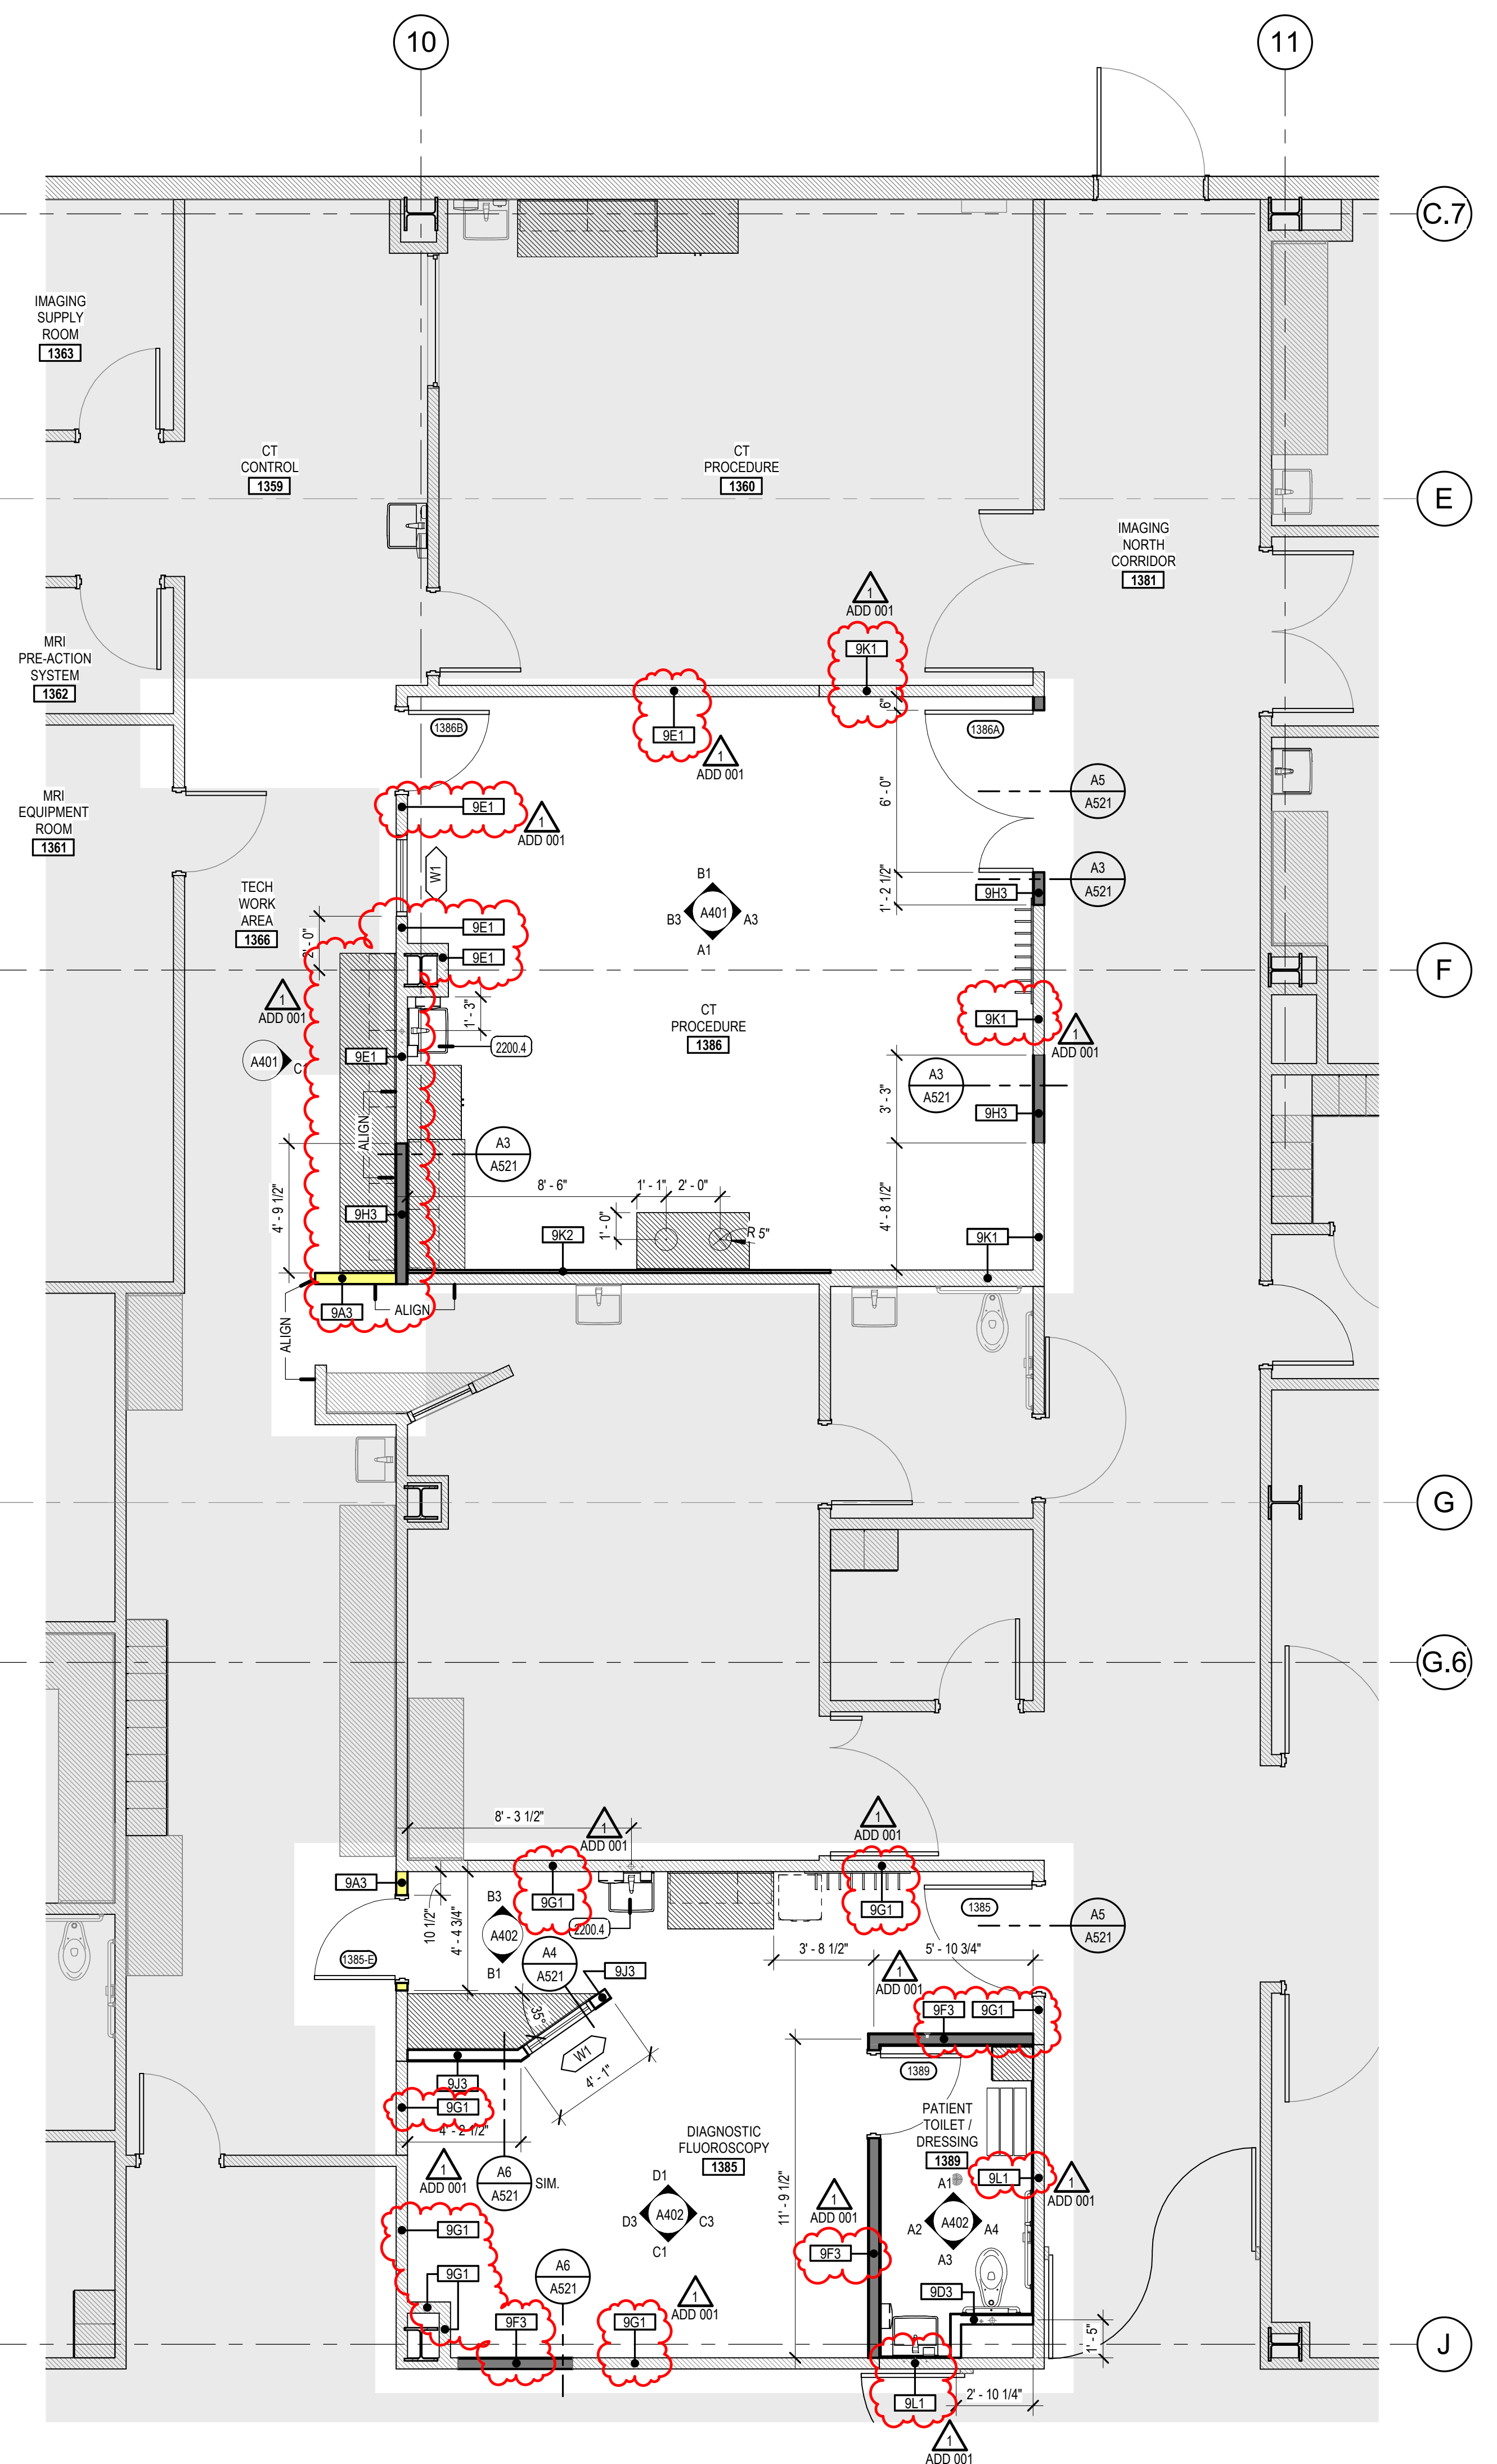 10
11
C.7
IMAGING
SUPPLY
ROOM
1363
CT
CONTROL
1359
CT
PROCEDURE
1360
E
IMAGING
NORTH
CORRIDOR
1381
1
ADD 001
9K1
MRI
PRE-ACTION
SYSTEM
1362
6"
1386B
9E1
1386A
1
ADD 001
MRI
EQUIPMENT
ROOM
1361
9E1
1
ADD 001
6' - 0"
A5
A521
W1
TECH
WORK
AREA
1366
2' - 0"
9E1
9E1
B1
B3
A401
A3
A1
1' - 2 1/2"
9H3
A3
A521
F
1
ADD 001
1' - 3"
CT
PROCEDURE
1386
9K1
1
ADD 001
A401
9E1
2200.4
A3
A521
3' - 3"
9H3
ALIGN
A3
A521
4' - 9 1/2"
9H3
8' - 6"
1' - 1"
2' - 0"
1' - 0"
R 5"
4' - 8 1/2"
9K2
9K1
9A3
ALIGN
ALIGN
G
G.6
8' - 3 1/2"
1
ADD 001
1
ADD 001
9A3
9G1
9G1
10 1/2"
4' - 4 3/4"
B3
A402
B1
2200.4
1385
A5
A521
1385-E
A4
A521
9J3
3' - 8 1/2"
5' - 10 3/4"
1
ADD 001
9F3
9G1
35°
W1
4' - 1"
9J3
9G1
4' - 2 1/2"
1389
PATIENT
TOILET /
DRESSING
1389
DIAGNOSTIC
FLUOROSCOPY
1385
1
ADD 001
A6
A521
SIM.
D1
D3
A402
C3
C1
11' - 9 1/2"
9L1
1
ADD 001
A1
A2
A402
A4
A3
1
ADD 001
9F3
9G1
9G1
A6
A521
9F3
9G1
1
ADD 001
9D3
1' - 5"
J
9L1
2' - 10 1/4"
1
ADD 001